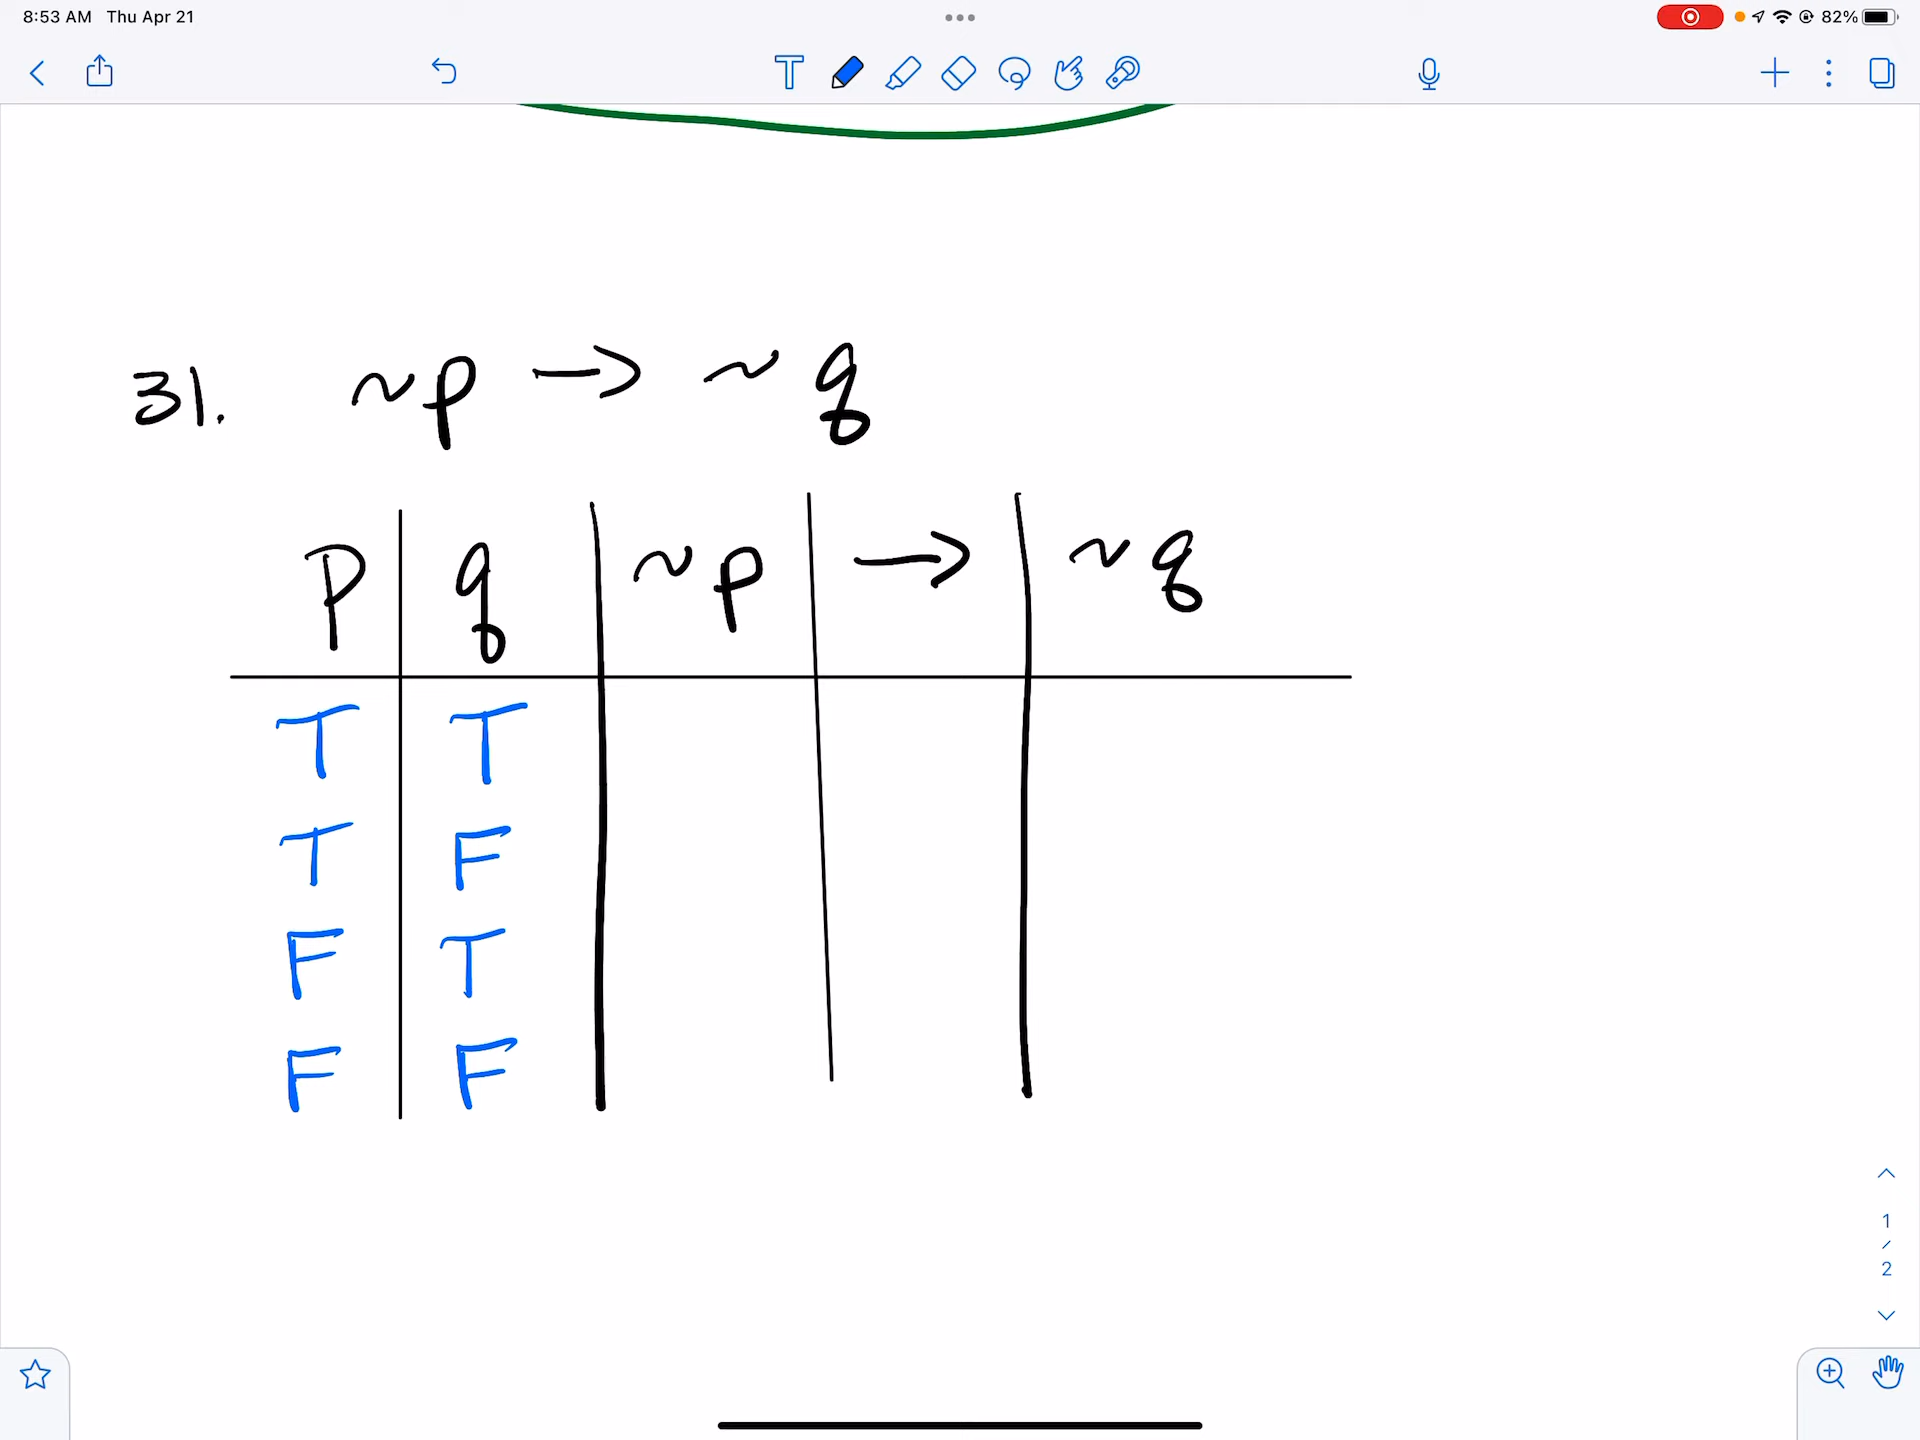 8:53 AM Thu Apr 21 82%
T
31. ~p → ~q
p q ~p → ~q
T T
T F
F T
F F
1
/
2